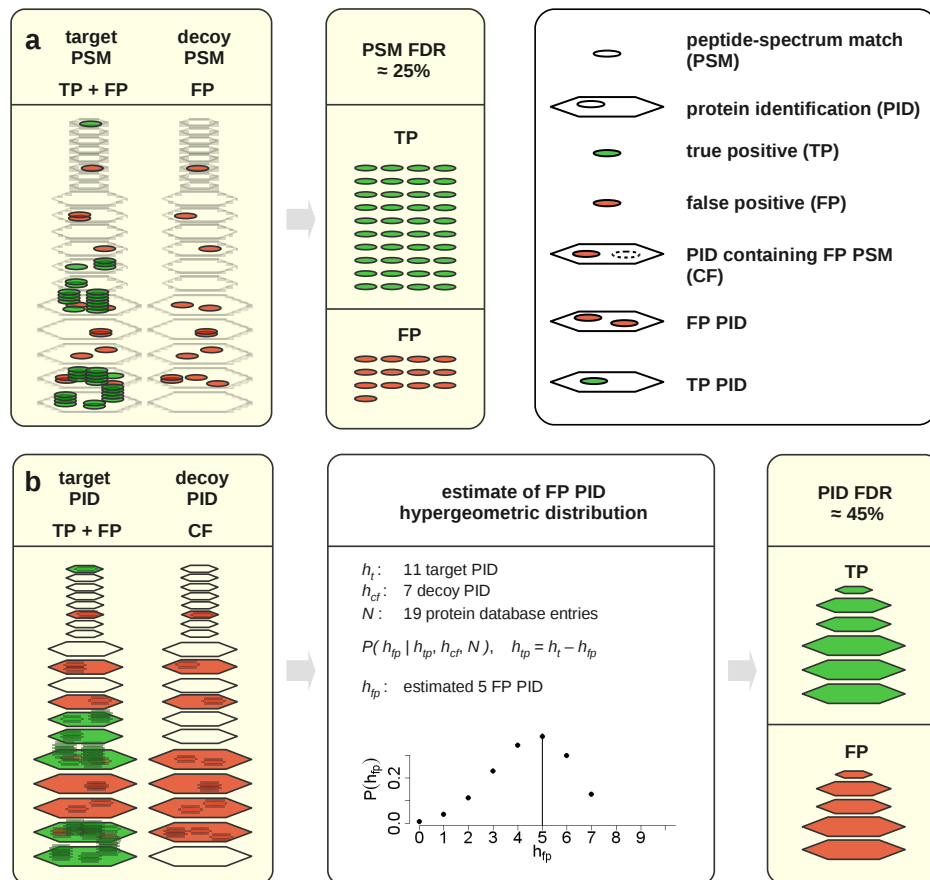 a
target
PSM
TP + FP
decoy
PSM
FP
PSM FDR
≈ 25%
TP
FP
peptide-spectrum match
(PSM)
protein identification (PID)
true positive (TP)
false positive (FP)
PID containing FP PSM
(CF)
FP PID
TP PID
b
target
PID
TP + FP
decoy
PID
CF
estimate of FP PID
hypergeometric distribution
h_t : 11 target PID
h_cf : 7 decoy PID
N : 19 protein database entries
P( h_fp | h_tp, h_cf, N ), h_tp = h_t – h_fp
h_fp : estimated 5 FP PID
P(h_fp)
0.0 0.2
0 1 2 3 4 5 6 7 8 9
h_fp
PID FDR
≈ 45%
TP
FP